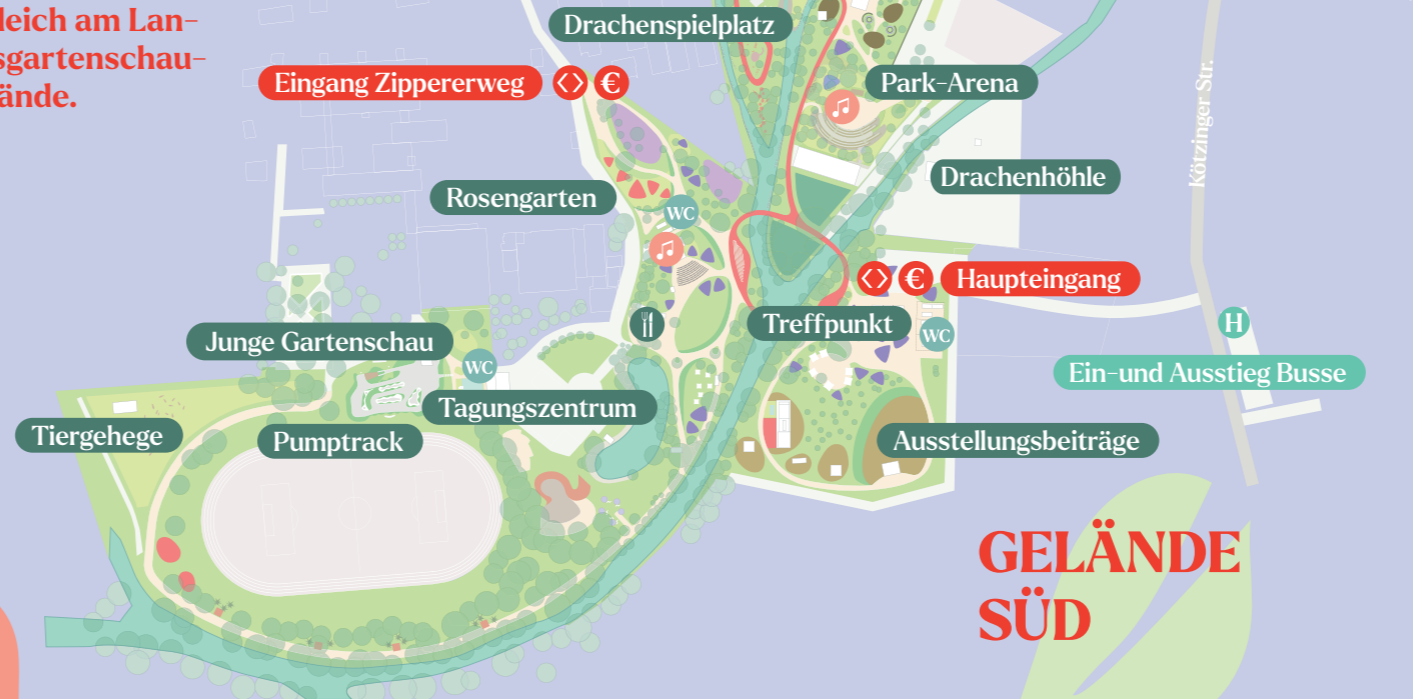 leich am Lan-
sgartenschau-
ände.
Drachenspielplatz
Eingang Zippererweg
€
Park-Arena
Kötzinger Str.
Drachenhöhle
Rosengarten
WC
€
Haupteingang
Treffpunkt
WC
H
Junge Gartenschau
WC
Ein-und Ausstieg Busse
Tagungszentrum
Tiergehege
Pumptrack
Ausstellungsbeiträge
GELÄNDE
SÜD